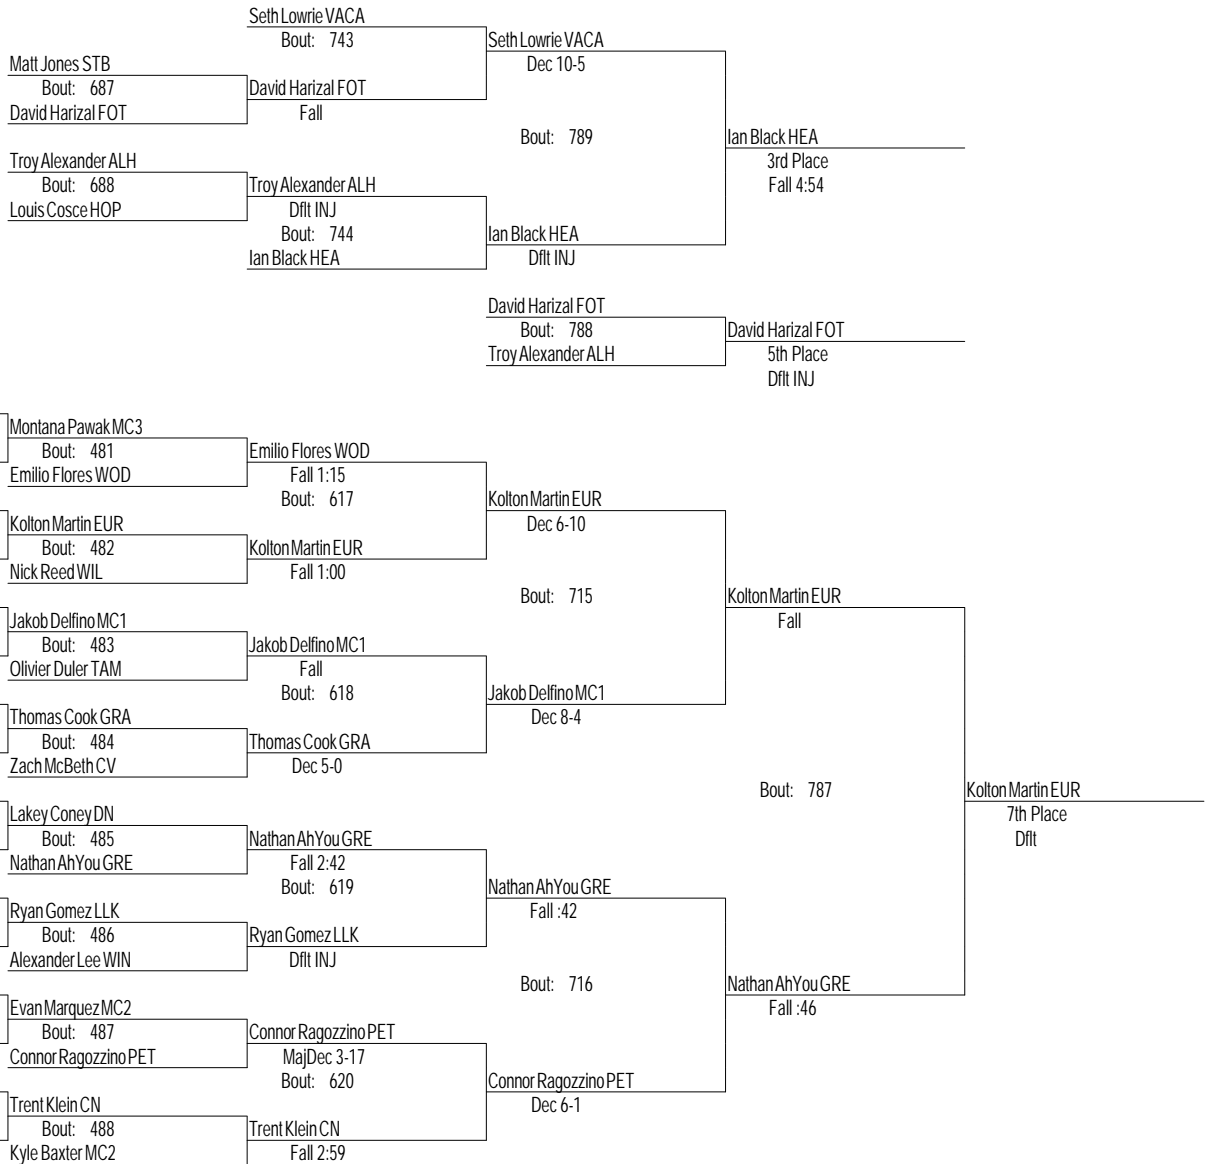 Seth Lowrie VACA
Bout: 743
Seth Lowrie VACA
Matt Jones STB
Dec 10-5
Bout: 687
David Harizal FOT
David Harizal FOT
Fall
Bout: 789
Ian Black HEA
Troy Alexander ALH
3rd Place
Bout: 688
Troy Alexander ALH
Fall 4:54
Louis Cosce HOP
Dflt INJ
Bout: 744
Ian Black HEA
Ian Black HEA
Dflt INJ
David Harizal FOT
Bout: 788
David Harizal FOT
Troy Alexander ALH
5th Place
Dflt INJ
Montana Pawak MC3
Bout: 481
Emilio Flores WOD
Emilio Flores WOD
Fall 1:15
Bout: 617
Kolton Martin EUR
Kolton Martin EUR
Dec 6-10
Bout: 482
Kolton Martin EUR
Nick Reed WIL
Fall 1:00
Bout: 715
Kolton Martin EUR
Jakob Delfino MC1
Fall
Bout: 483
Jakob Delfino MC1
Olivier Duler TAM
Fall
Bout: 618
Jakob Delfino MC1
Thomas Cook GRA
Dec 8-4
Bout: 484
Thomas Cook GRA
Zach McBeth CV
Dec 5-0
Bout: 787
Kolton Martin EUR
Lakey Coney DN
7th Place
Bout: 485
Nathan AhYou GRE
Dflt
Nathan AhYou GRE
Fall 2:42
Bout: 619
Nathan AhYou GRE
Ryan Gomez LLK
Fall :42
Bout: 486
Ryan Gomez LLK
Alexander Lee WIN
Dflt INJ
Bout: 716
Nathan AhYou GRE
Evan Marquez MC2
Fall :46
Bout: 487
Connor Ragozzino PET
Connor Ragozzino PET
MajDec 3-17
Bout: 620
Connor Ragozzino PET
Trent Klein CN
Dec 6-1
Bout: 488
Trent Klein CN
Kyle Baxter MC2
Fall 2:59